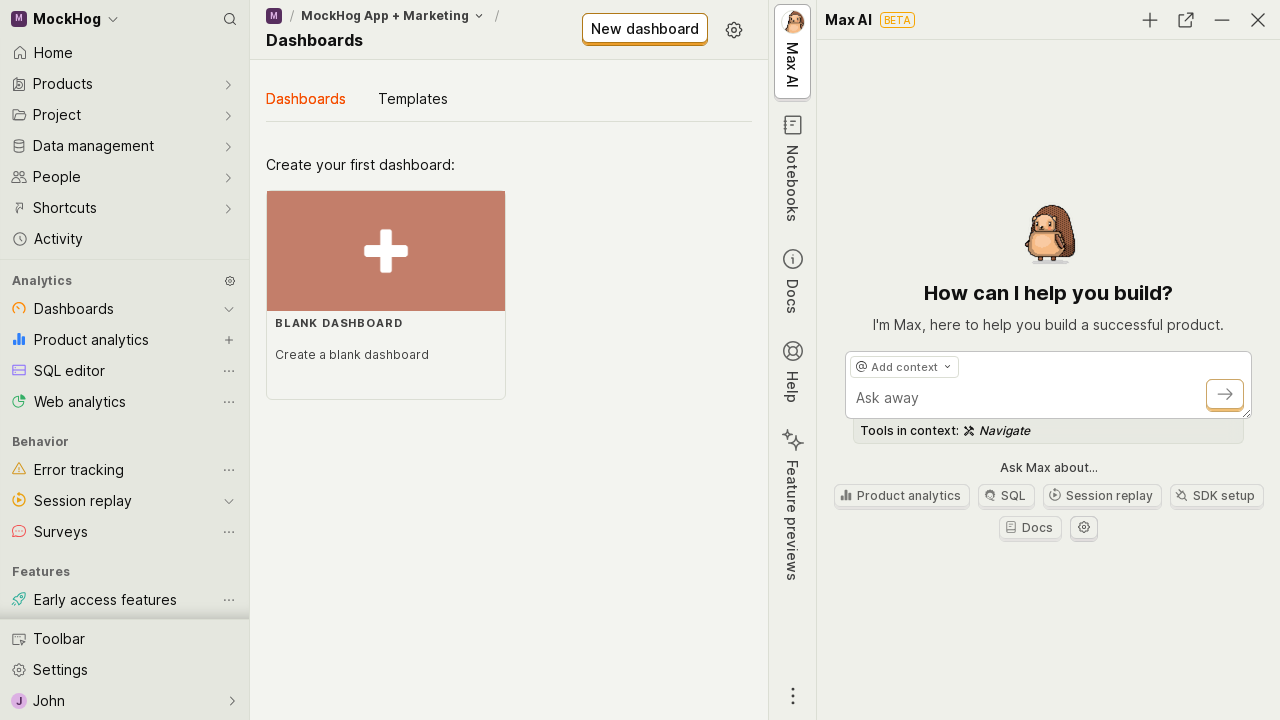 M MockHog
Home
Products
Project
Data management
People
Shortcuts
Activity
Analytics
Dashboards
Product analytics
SQL editor
Web analytics
Behavior
Error tracking
Session replay
Surveys
Features
Early access features
Toolbar
Settings
J John
M / MockHog App + Marketing /
Dashboards
New dashboard
Dashboards Templates
Create your first dashboard:
BLANK DASHBOARD
Create a blank dashboard
Max AI
Notebooks
Docs
Help
Feature previews
Max AI BETA
How can I help you build?
I'm Max, here to help you build a successful product.
@ Add context
Ask away
Tools in context: Navigate
Ask Max about...
Product analytics SQL Session replay SDK setup
Docs